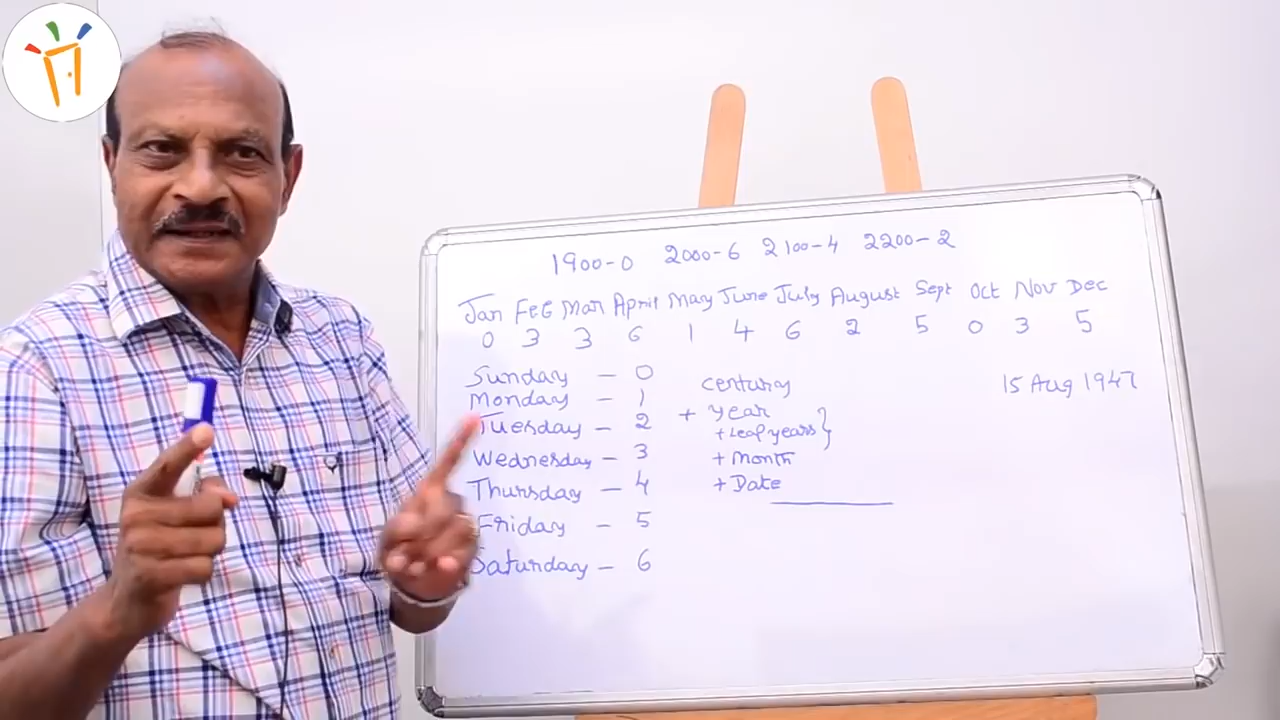 1900-0 2000-6 2100-4 2200-2
Jan Feb Mar April May June July August Sept Oct Nov Dec
0 3 3 6 1 4 6 2 5 0 3 5
Sunday - 0
Monday - 1
Tuesday - 2
Wednesday - 3
Thursday - 4
Friday - 5
Saturday - 6
century
+ year
+ Leap years }
+ Month
+ Date
15 Aug 1947